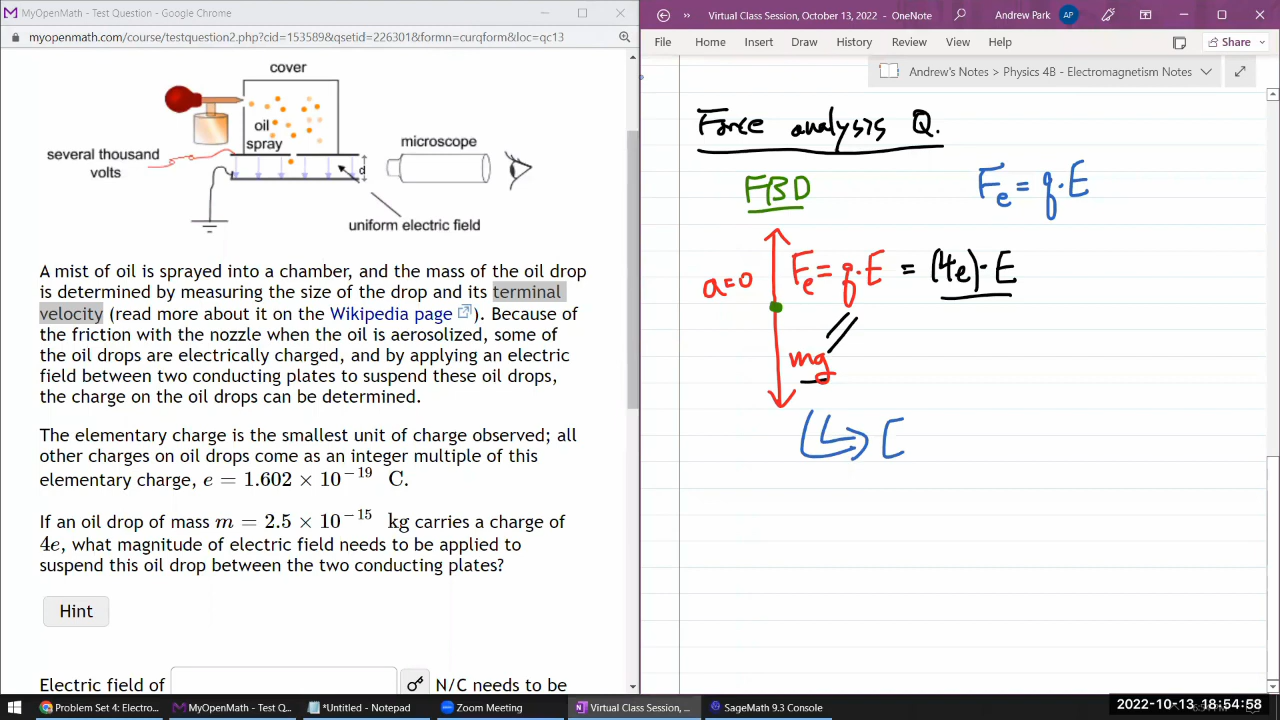 MyOpenMath - Test Question - Google Chrome
myopenmath.com/course/testquestion2.php?cid=153589&qsetid=226301&formn=curqform&loc=qc13
cover
oil
spray
microscope
several thousand
volts
d
uniform electric field
A mist of oil is sprayed into a chamber, and the mass of the oil drop
is determined by measuring the size of the drop and its terminal
velocity (read more about it on the Wikipedia page). Because of
the friction with the nozzle when the oil is aerosolized, some of
the oil drops are electrically charged, and by applying an electric
field between two conducting plates to suspend these oil drops,
the charge on the oil drops can be determined.
The elementary charge is the smallest unit of charge observed; all
other charges on oil drops come as an integer multiple of this
elementary charge, e = 1.602 × 10⁻¹⁹ C.
If an oil drop of mass m = 2.5 × 10⁻¹⁵ kg carries a charge of
4e, what magnitude of electric field needs to be applied to
suspend this oil drop between the two conducting plates?
Hint
Electric field of N/C needs to be
Virtual Class Session, October 13, 2022 - OneNote
Andrew Park AP
File Home Insert Draw History Review View Help Share
Andrew's Notes > Physics 4B - Electromagnetism Notes
Force analysis Q.
FBD
Fe = q·E
a=0
Fe = q·E = (4e)·E
mg
Problem Set 4: Electro...
MyOpenMath - Test Q...
*Untitled - Notepad
Zoom Meeting
Virtual Class Session, ...
SageMath 9.3 Console
2022-10-13 18:54:58